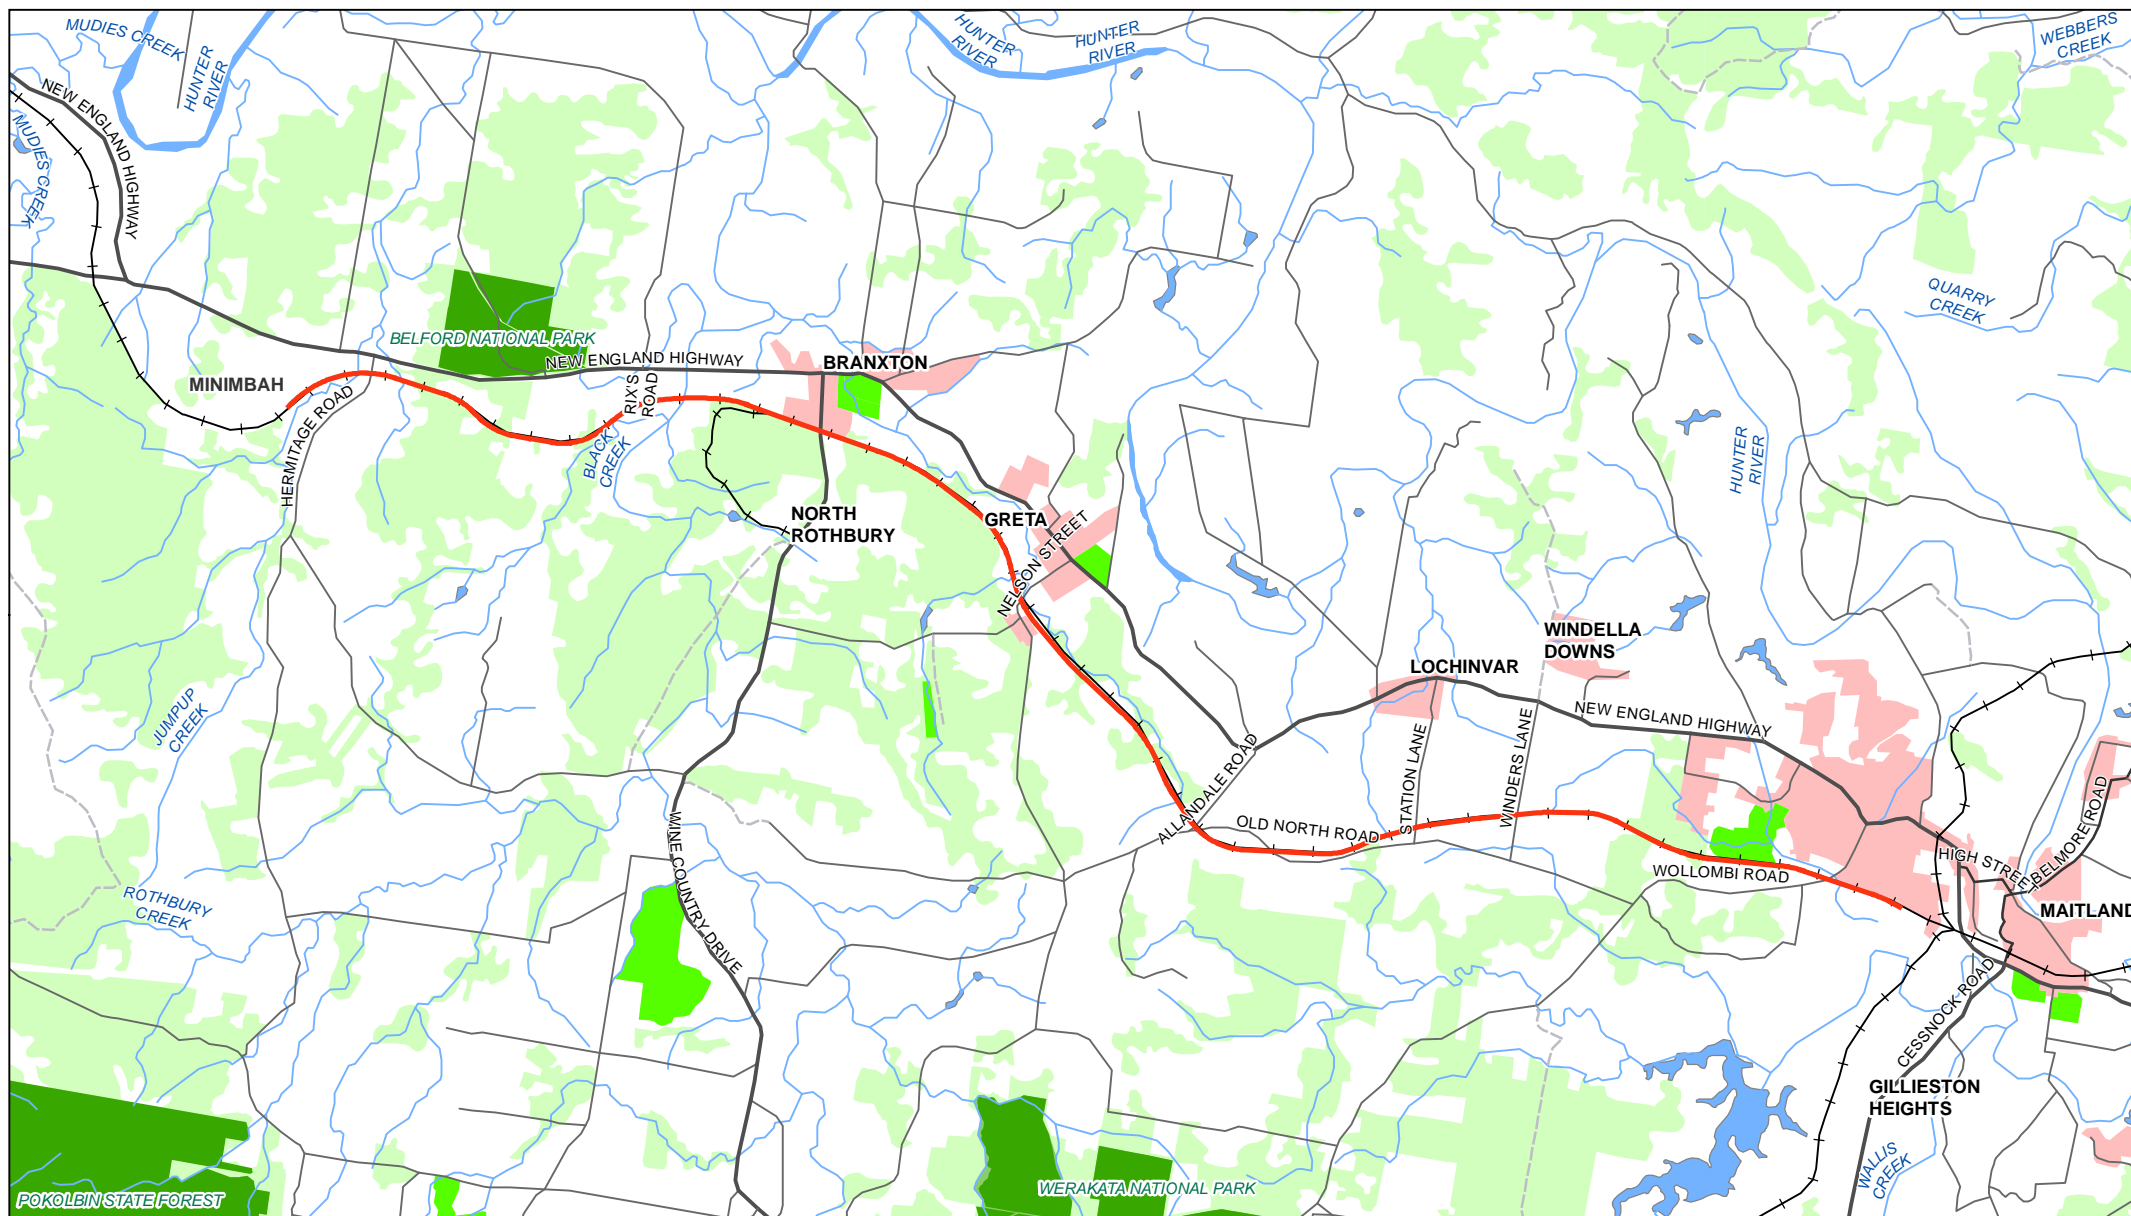 MUDIES CREEK
HUNTER
RIVER
HUNTER
RIVER
HUNTER
RIVER
WEBBERS
CREEK
NEW ENGLAND HIGHWAY
MUDIES CREEK
QUARRY
CREEK
BELFORD NATIONAL PARK
NEW ENGLAND HIGHWAY
BRANXTON
MINIMBAH
RIX'S
ROAD
HERMITAGE ROAD
BLACK
CREEK
HUNTER
RIVER
NORTH
ROTHBURY
GRETA
NELSON STREET
WINDELLA
DOWNS
LOCHINVAR
JUMPUP
CREEK
NEW ENGLAND HIGHWAY
STATION LANE
WINDERS LANE
ALLANDALE ROAD
OLD NORTH ROAD
BELMORE ROAD
HIGH STREET
WOLLOMBI ROAD
WINE COUNTRY DRIVE
ROTHBURY
CREEK
MAITLAND
CESSNOCK ROAD
GILLIESTON
HEIGHTS
WALLIS
CREEK
POKOLBIN STATE FOREST
WERAKATA NATIONAL PARK